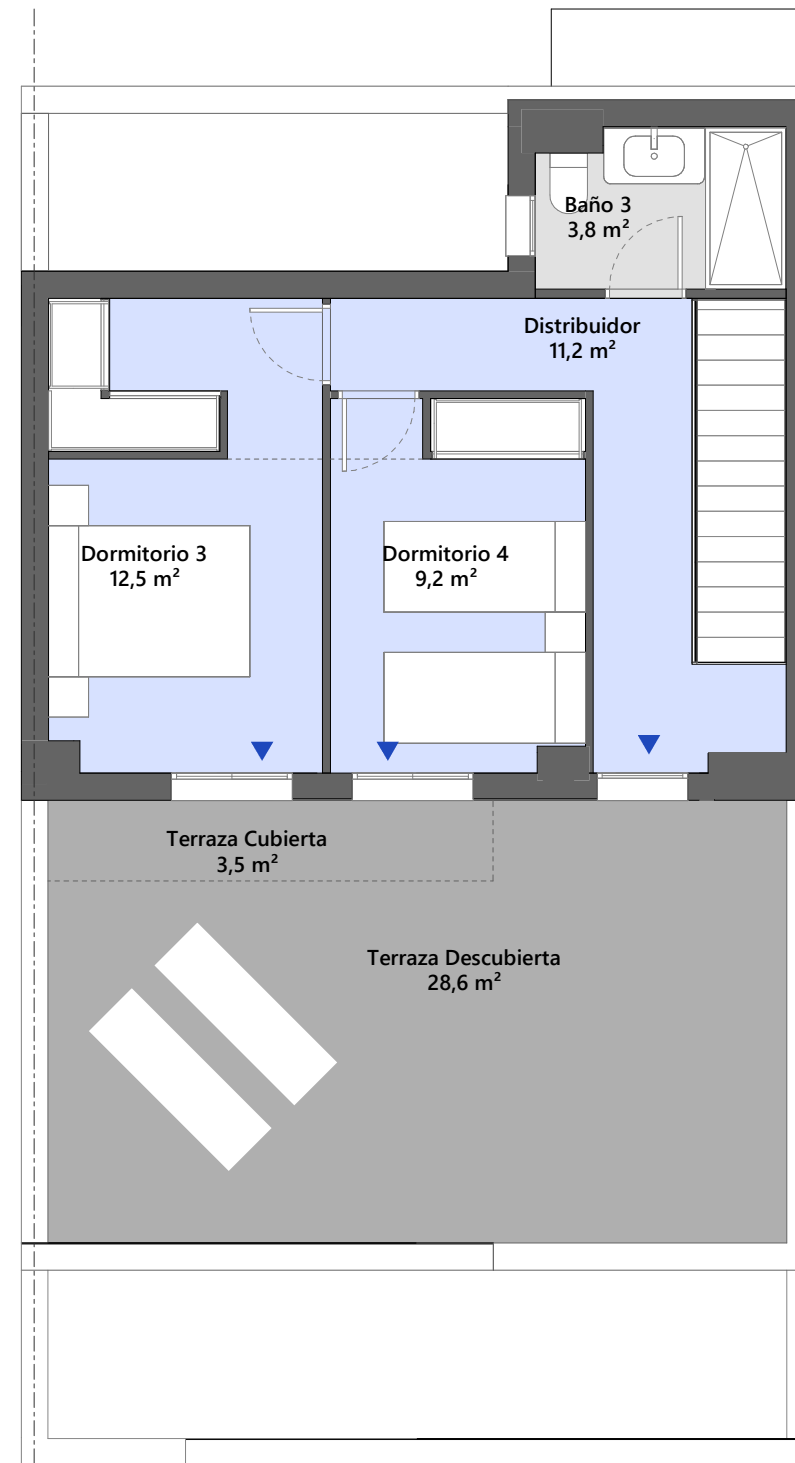 Baño 3
3,8 m²
Distribuidor
11,2 m²
Dormitorio 3
12,5 m²
Dormitorio 4
9,2 m²
Terraza Cubierta
3,5 m²
Terraza Descubierta
28,6 m²